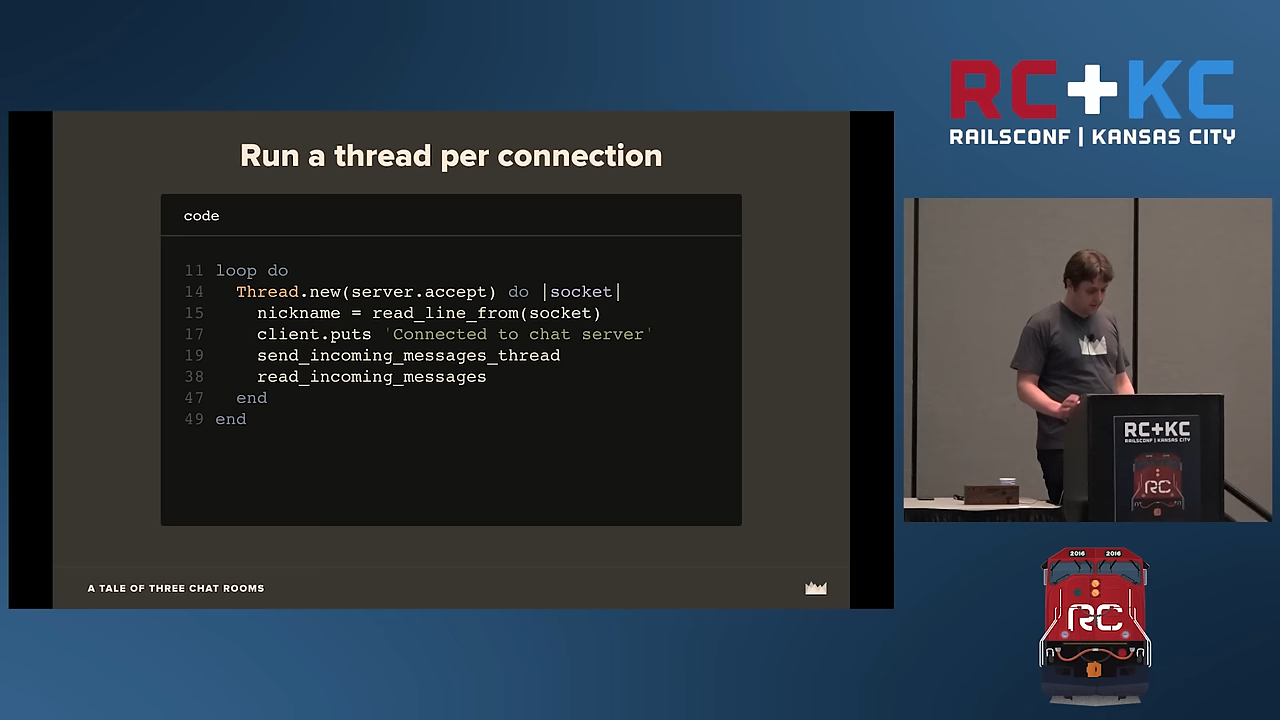 Run a thread per connection
code
11 loop do
14 Thread.new(server.accept) do |socket|
15 nickname = read_line_from(socket)
17 client.puts 'Connected to chat server'
19 send_incoming_messages_thread
38 read_incoming_messages
47 end
49 end
A TALE OF THREE CHAT ROOMS
RC+KC
RAILSCONF | KANSAS CITY
RC+KC
RAILSCONF | KANSAS CITY
RC
2016 2016
RC